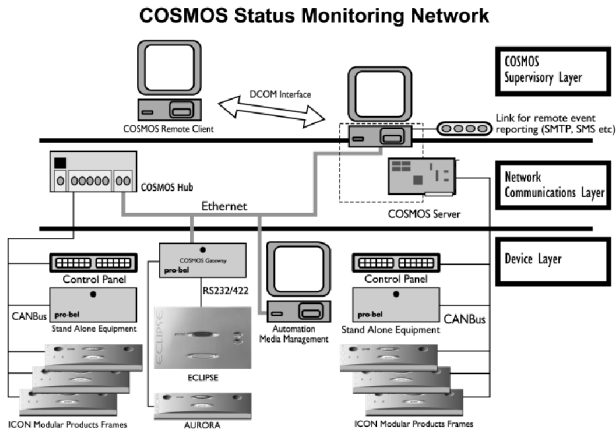 COSMOS Status Monitoring Network
COSMOS
Supervisory Layer
DCOM Interface
COSMOS Remote Client
Link for remote event
reporting (SMTP, SMS etc)
COSMOS Hub
Network
Communications Layer
Ethernet
COSMOS Server
Device Layer
COSMOS Gateway
pro-bel
Control Panel
Control Panel
RS232/422
CANBus
pro-bel
Stand Alone Equipment
Automation
Media Management
pro-bel
Stand Alone Equipment
CANBus
ECLIPSE
ECLIPSE
ICON Modular Products Frames
AURORA
ICON Modular Products Frames